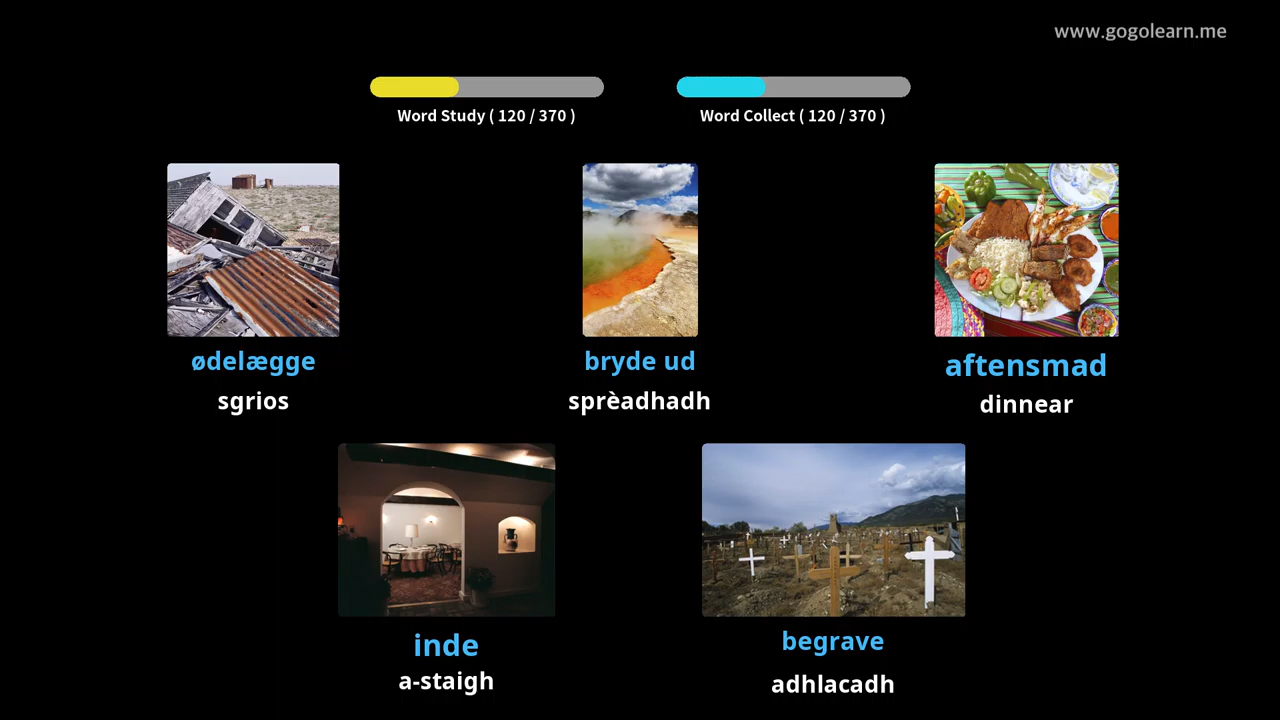 www.gogolearn.me
Word Study ( 120 / 370 )
Word Collect ( 120 / 370 )
ødelægge
sgrios
bryde ud
sprèadhadh
aftensmad
dinnear
inde
a-staigh
begrave
adhlacadh